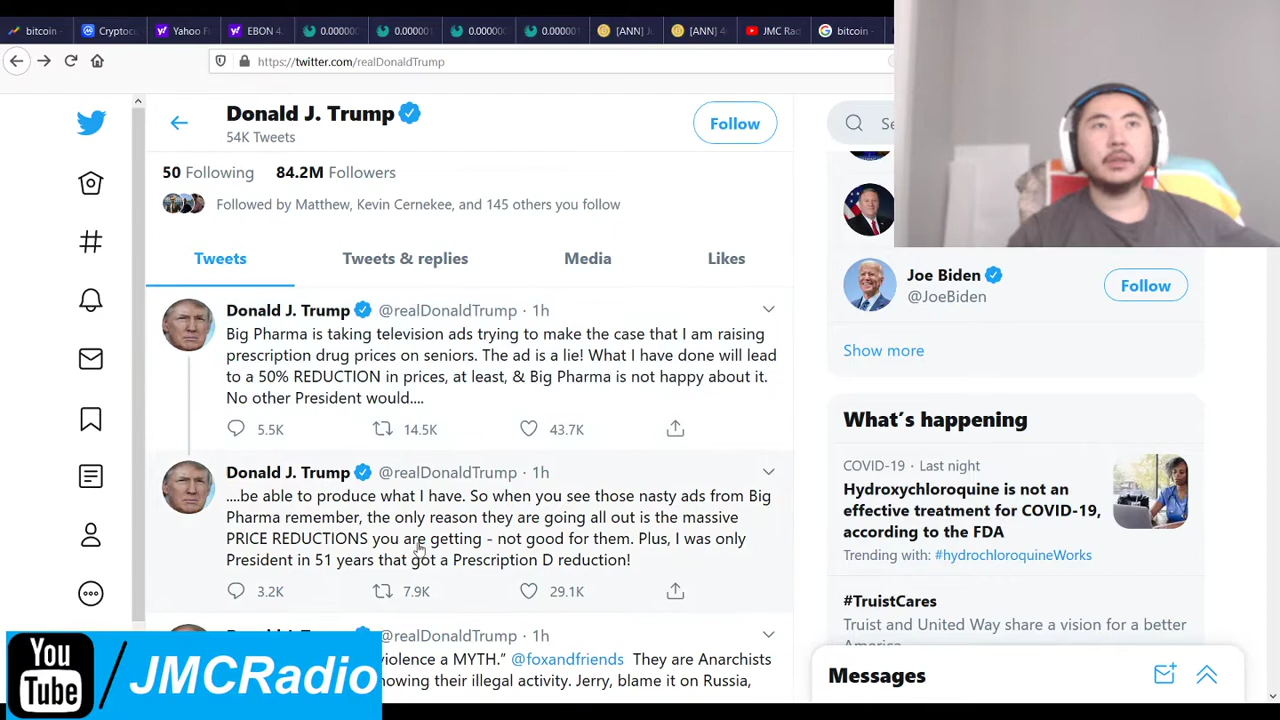 bitcoin
Cryptoc
Yahoo F
EBON 4.
0.00000
0.00001
0.00000
0.00001
[ANN] J
[ANN] 4
JMC Rad
bitcoin -
https://twitter.com/realDonaldTrump
Donald J. Trump
54K Tweets
Follow
50 Following 84.2M Followers
Followed by Matthew, Kevin Cernekee, and 145 others you follow
Tweets Tweets & replies Media Likes
Donald J. Trump @realDonaldTrump · 1h
Big Pharma is taking television ads trying to make the case that I am raising
prescription drug prices on seniors. The ad is a lie! What I have done will lead
to a 50% REDUCTION in prices, at least, & Big Pharma is not happy about it.
No other President would....
5.5K 14.5K 43.7K
Donald J. Trump @realDonaldTrump · 1h
....be able to produce what I have. So when you see those nasty ads from Big
Pharma remember, the only reason they are going all out is the massive
PRICE REDUCTIONS you are getting - not good for them. Plus, I was only
President in 51 years that got a Prescription D reduction!
3.2K 7.9K 29.1K
@realDonaldTrump · 1h
violence a MYTH.” @foxandfriends They are Anarchists
howing theirillegal activity. Jerry, blame it on Russia,
You
Tube
/JMCRadio
Se
Joe Biden
@JoeBiden
Follow
Show more
What’s happening
COVID-19 · Last night
Hydroxychloroquine is not an
effective treatment for COVID-19,
according to the FDA
Trending with: #hydrochloroquineWorks
#TruistCares
Truist and United Way share a vision for a better
Messages